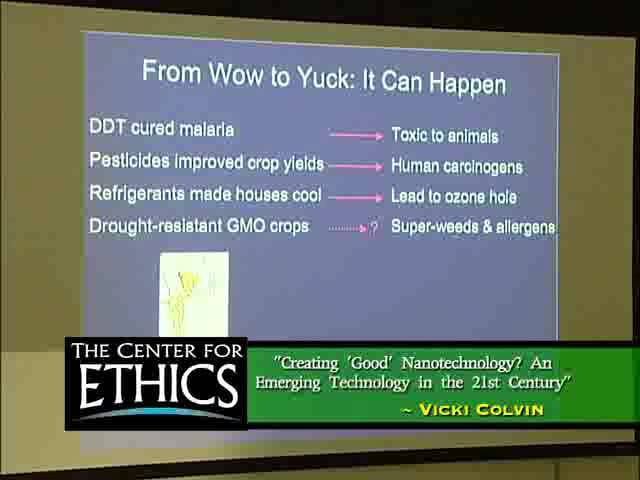 From Wow to Yuck: It Can Happen
DDT cured malaria Toxic to animals
Pesticides improved crop yields Human carcinogens
Refrigerants made houses cool Lead to ozone hole
Drought-resistant GMO crops ? Super-weeds & allergens
THE CENTER FOR
ETHICS
"Creating 'Good' Nanotechnology? An
Emerging Technology in the 21st Century"
~ VICKI COLVIN